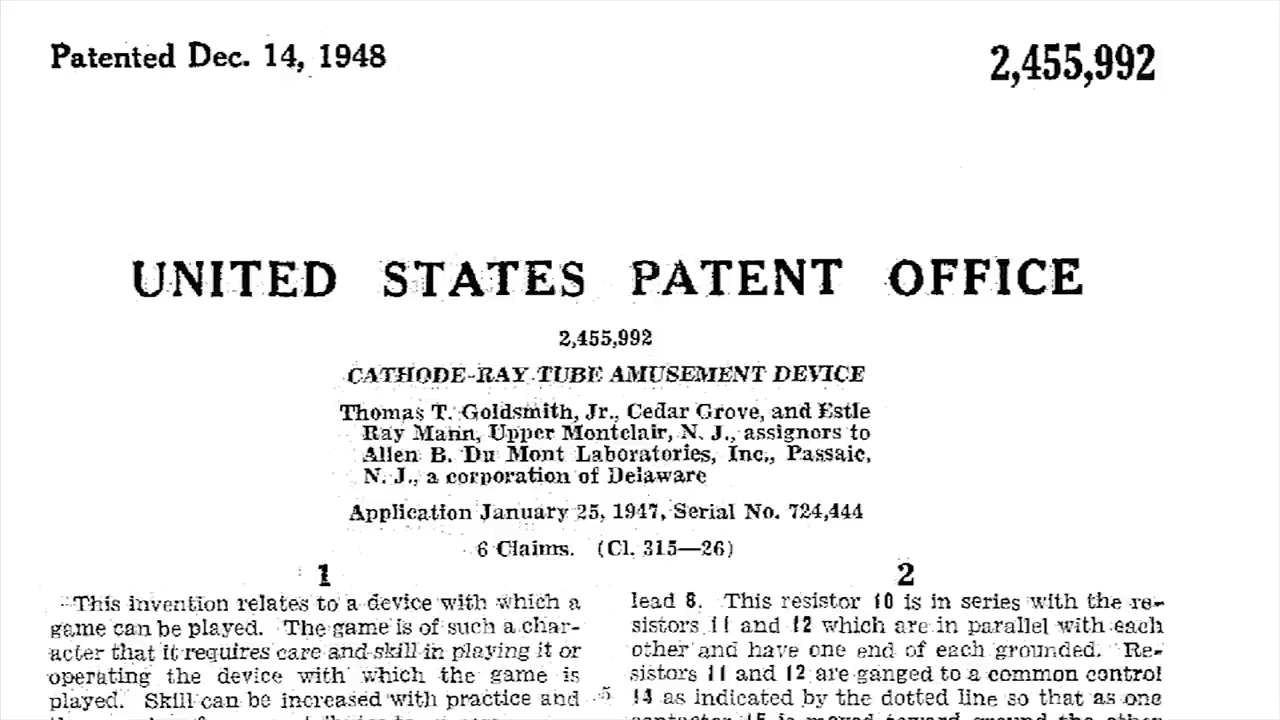 Patented Dec. 14, 1948
2,455,992
UNITED STATES PATENT OFFICE
2,455,992
CATHODE-RAY TUBE AMUSEMENT DEVICE
Thomas T. Goldsmith, Jr., Cedar Grove, and Estle
Ray Mann, Upper Montclair, N. J., assignors to
Allen B. Du Mont Laboratories, Inc., Passaic,
N. J., a corporation of Delaware
Application January 25, 1947, Serial No. 724,444
6 Claims. (Cl. 315—26)
1
This invention relates to a device with which a
game can be played. The game is of such a char-
acter that it requires care and skill in playing it or
operating the device with which the game is
played. Skill can be increased with practice and
5
2
lead 8. This resistor 10 is in series with the re-
sistors 11 and 12 which are in parallel with each
other and have one end of each grounded. Re-
sistors 11 and 12 are ganged to a common control
14 as indicated by the dotted line so that as one